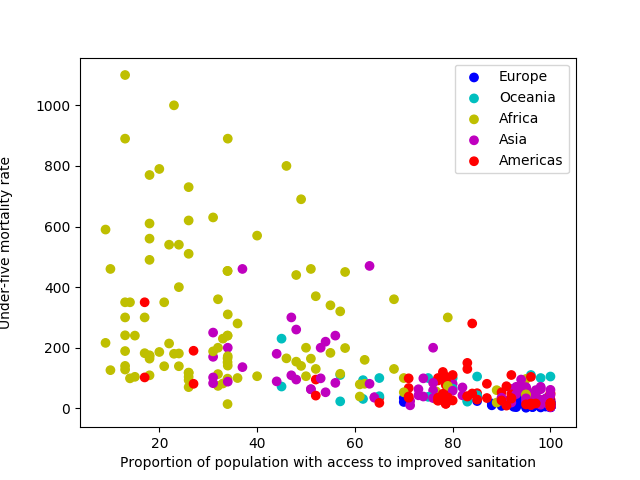 Europe
Oceania
Africa
Asia
Americas
1000
800
600
400
200
0
Under-five mortality rate
20 40 60 80 100
Proportion of population with access to improved sanitation